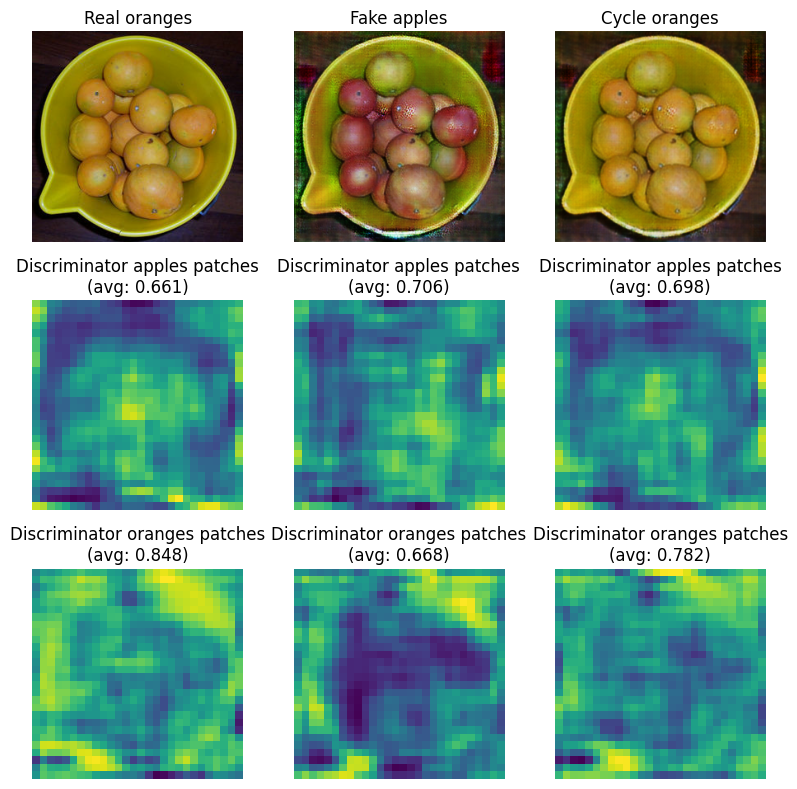 Real oranges
Fake apples
Cycle oranges
Discriminator apples patches
(avg: 0.661)
Discriminator apples patches
(avg: 0.706)
Discriminator apples patches
(avg: 0.698)
Discriminator oranges patches
(avg: 0.848)
Discriminator oranges patches
(avg: 0.668)
Discriminator oranges patches
(avg: 0.782)